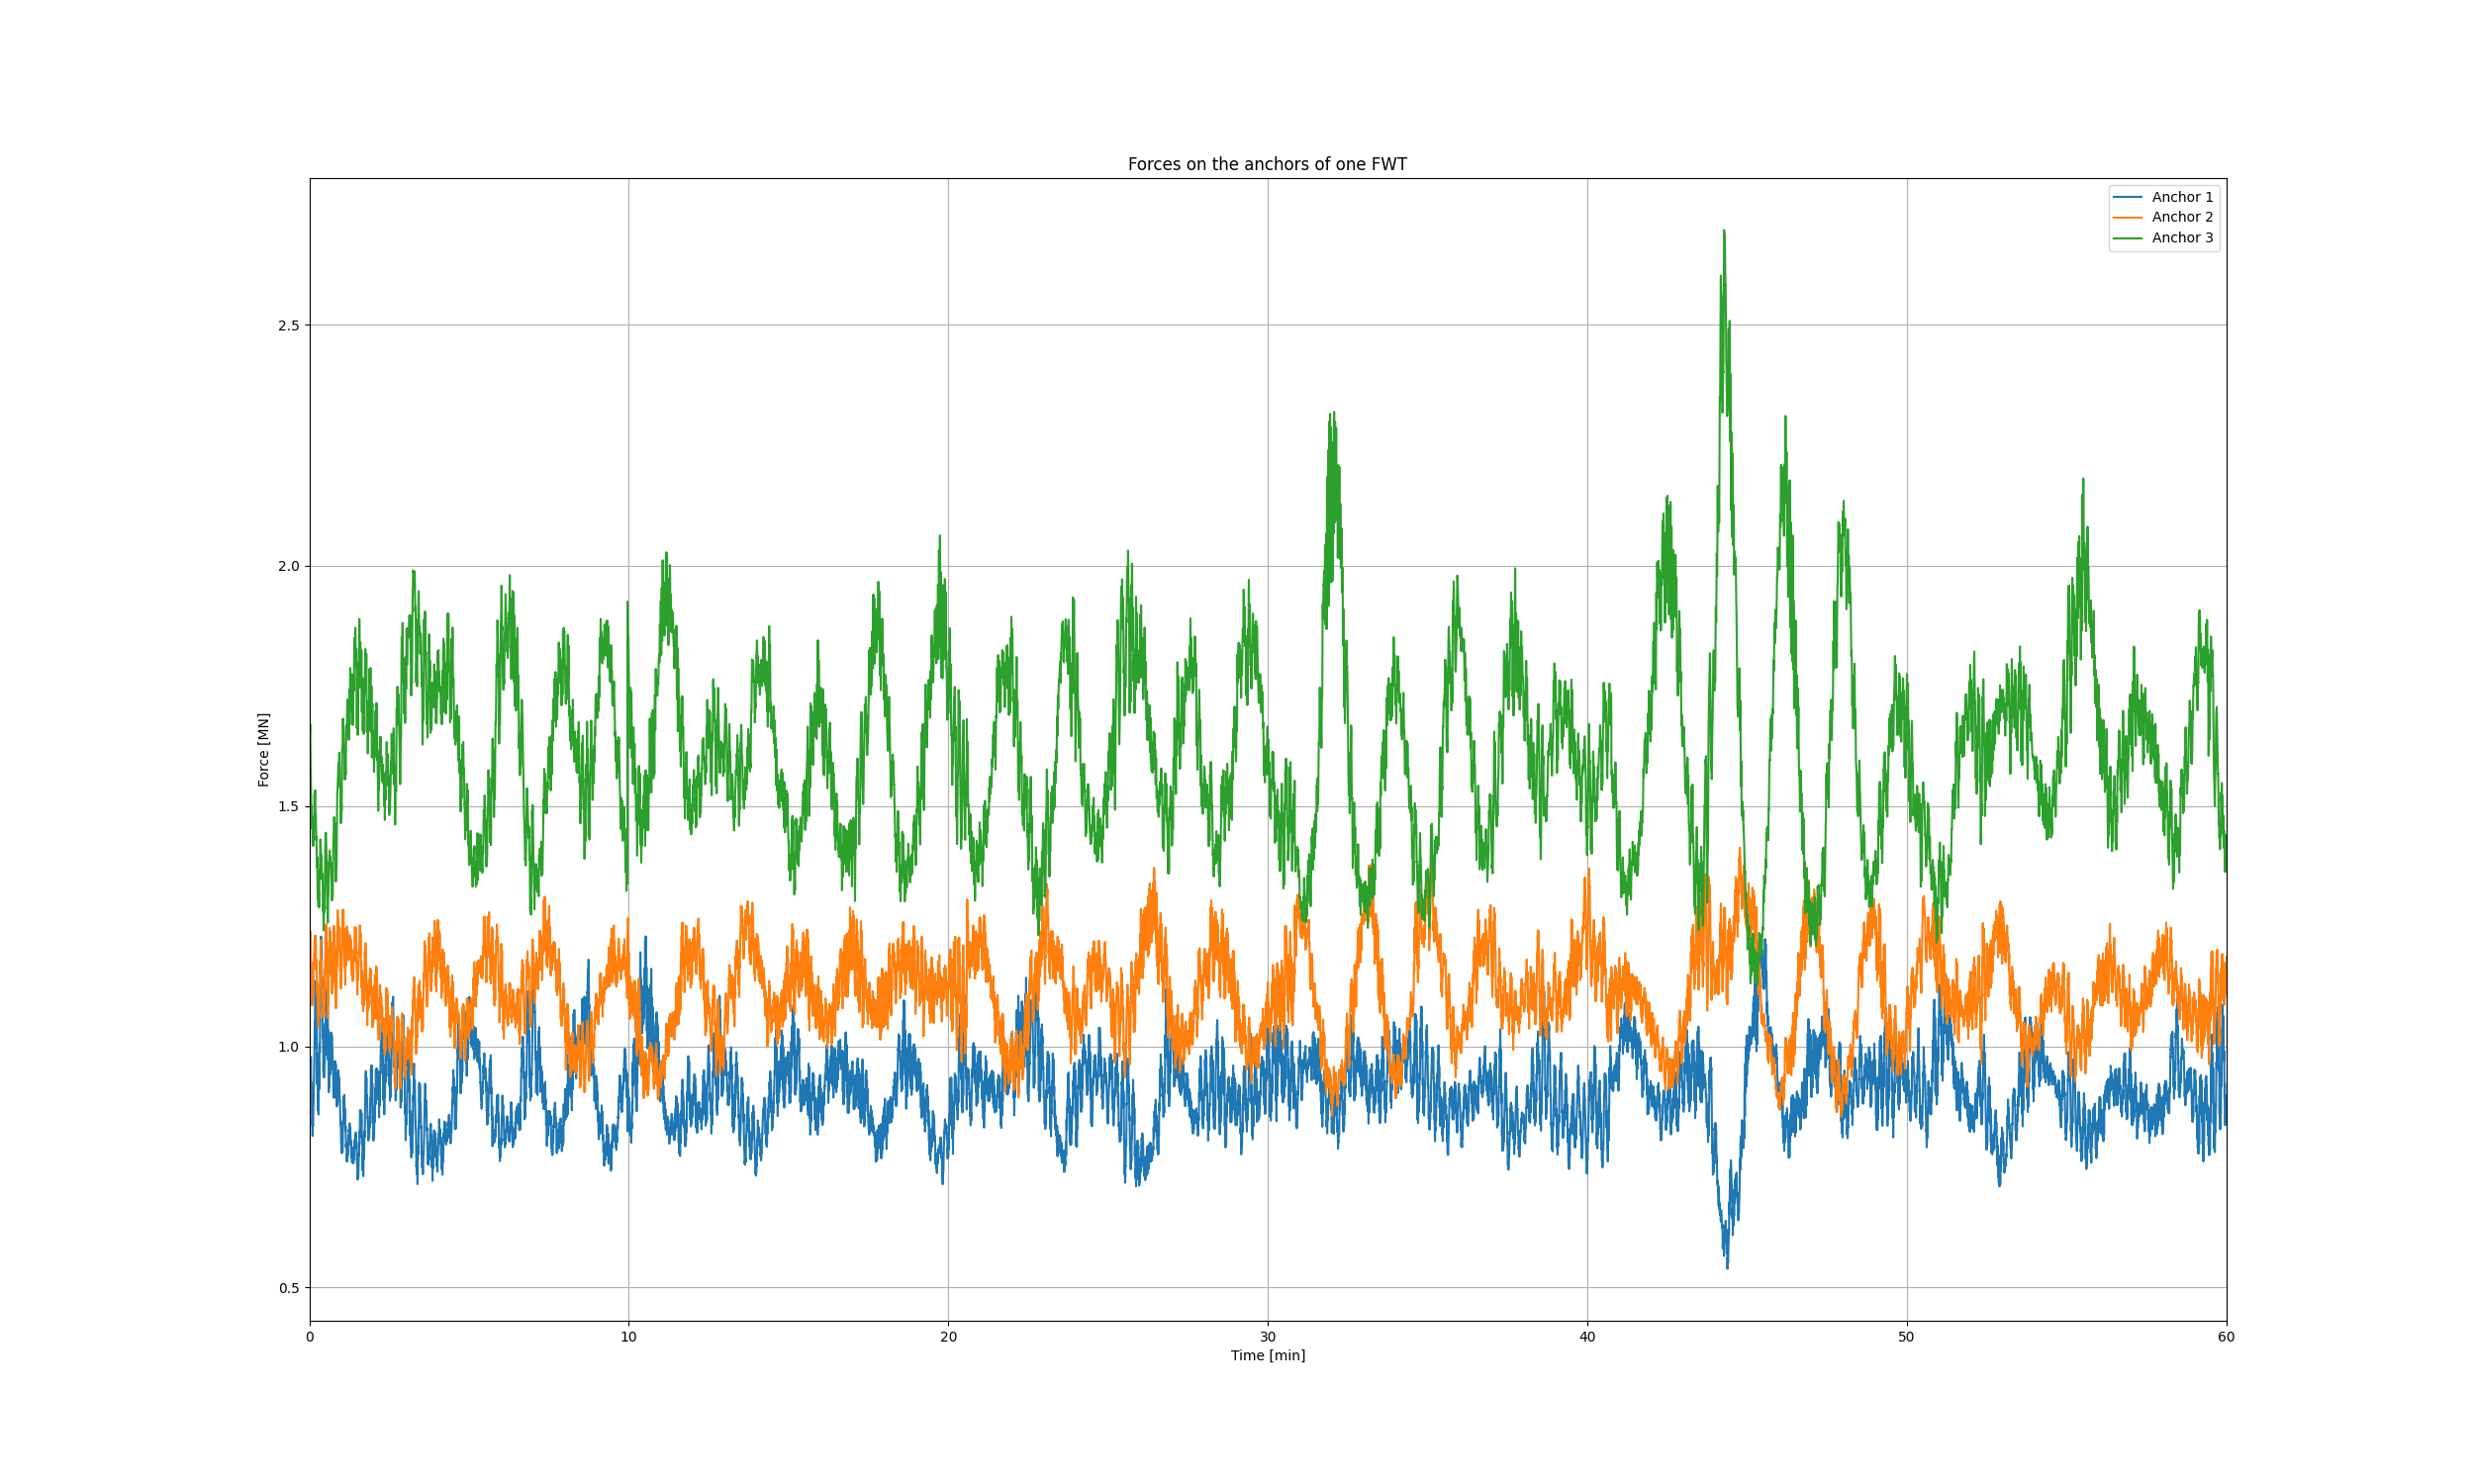 Forces on the anchors of one FWT
Anchor 1
Anchor 2
Anchor 3
Force [MN]
2.5
2.0
1.5
1.0
0.5
0 10 20 30 40 50 60
Time [min]